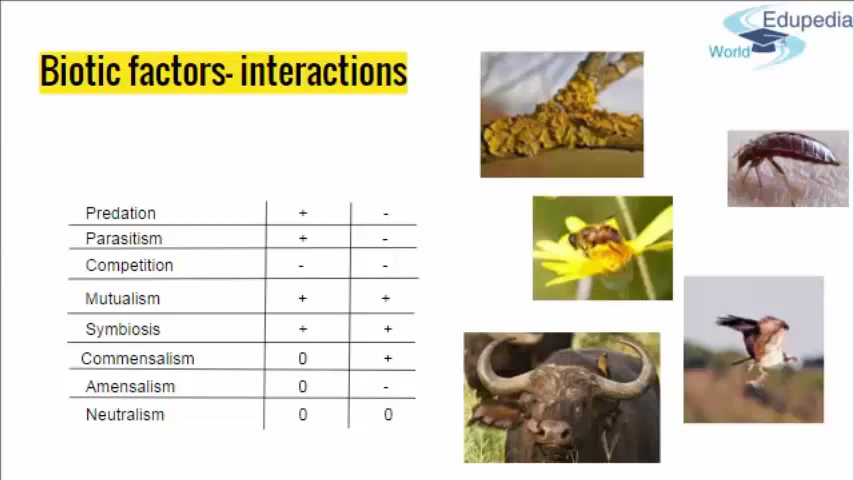 Edupedia
World
Biotic factors- interactions
Predation + -
Parasitism + -
Competition - -
Mutualism + +
Symbiosis + +
Commensalism 0 +
Amensalism 0 -
Neutralism 0 0